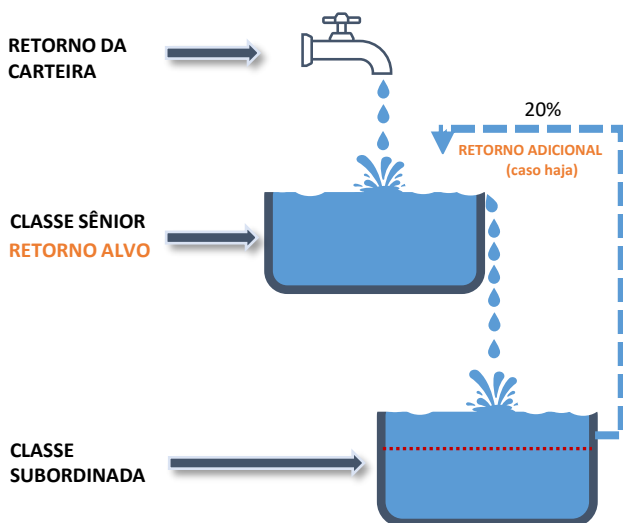 RETORNO DA
CARTEIRA
20%
RETORNO ADICIONAL
(caso haja)
CLASSE SÊNIOR
RETORNO ALVO
CLASSE
SUBORDINADA